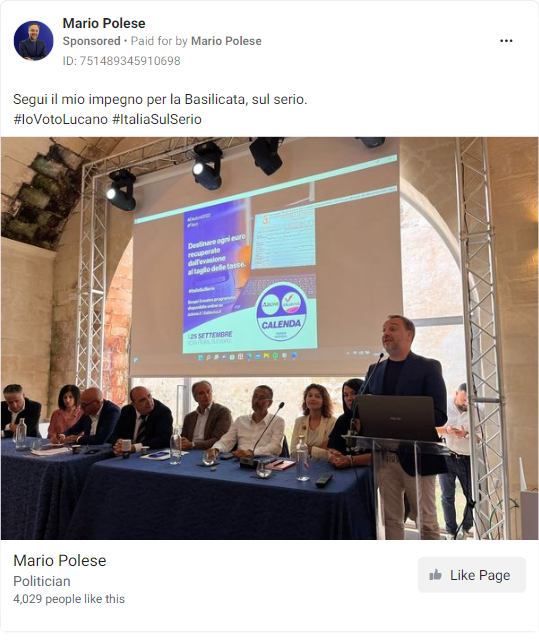 Mario Polese
Sponsored • Paid for by Mario Polese
ID: 751489345910698
Segui il mio impegno per la Basilicata, sul serio.
#IoVotoLucano #ItaliaSulSerio
Destinare ogni euro
recuperato
dall'evasione
al taglio delle tasse.
CALENDA
25 SETTEMBRE
Mario Polese
Politician
4,029 people like this
Like Page